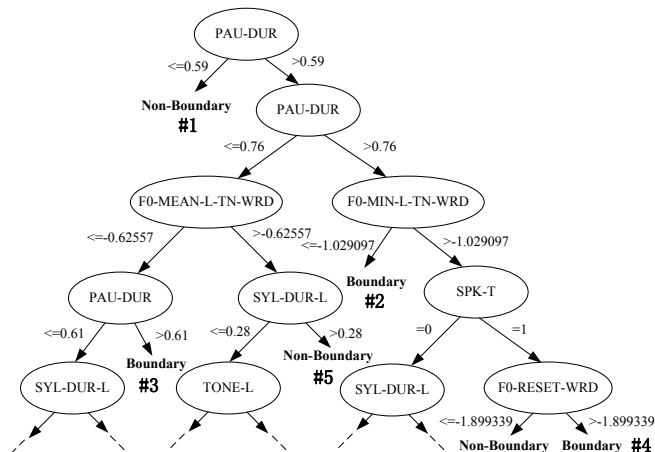 PAU-DUR
<=0.59 >0.59
Non-Boundary
#1
PAU-DUR
<=0.76 >0.76
F0-MEAN-L-TN-WRD F0-MIN-L-TN-WRD
<=-0.62557 >-0.62557 <=-1.029097 >-1.029097
Boundary
#2
PAU-DUR SYL-DUR-L SPK-T
<=0.61 >0.61 <=0.28 >0.28 =0 =1
Boundary
#3
Non-Boundary
#5
SYL-DUR-L TONE-L SYL-DUR-L F0-RESET-WRD
<=-1.899339 >-1.899339
Non-Boundary Boundary #4